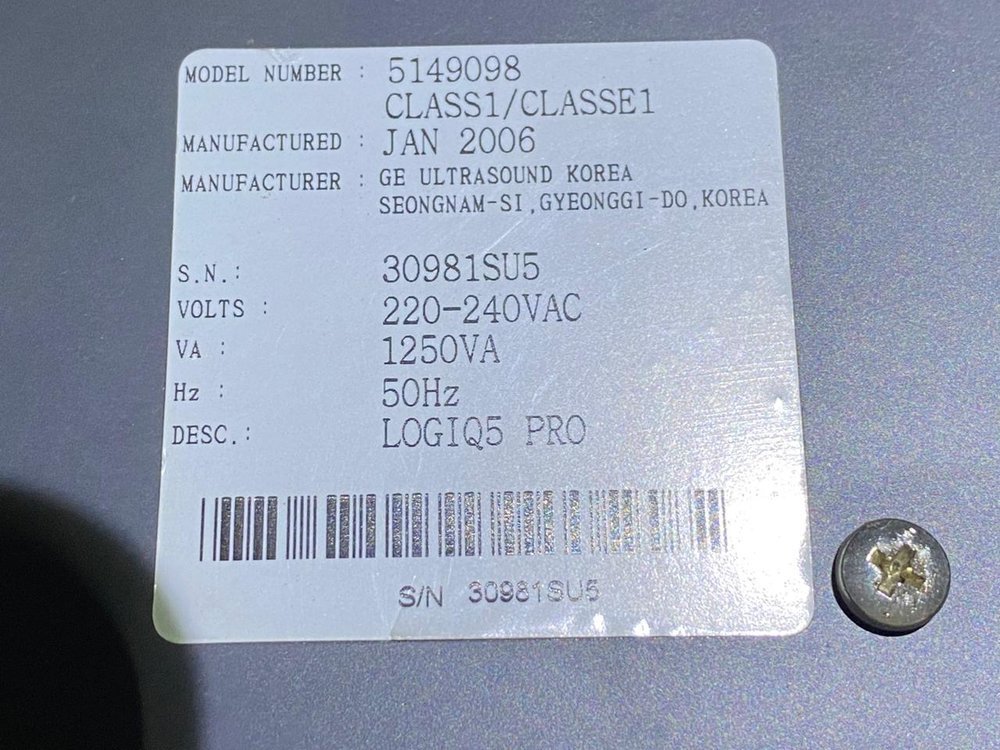 MODEL NUMBER : 5149098
CLASS1/CLASSE1
MANUFACTURED : JAN 2006
MANUFACTURER : GE ULTRASOUND KOREA
SEONGNAM-SI,GYEONGGI-DO,KOREA
S.N.: 30981SU5
VOLTS : 220-240VAC
VA : 1250VA
Hz : 50Hz
DESC.: LOGIQ5 PRO
S/N 30981SU5